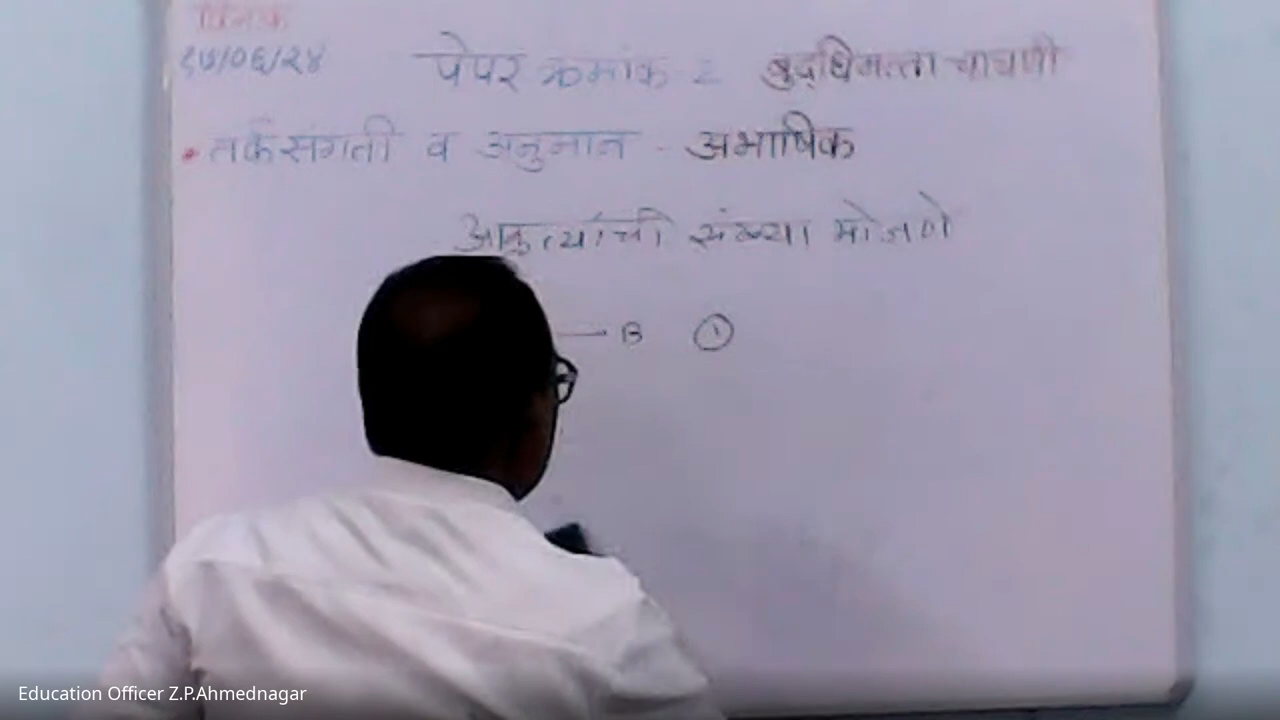 दिनांक
१७/०६/२४
पेपर क्रमांक - २ बुद्धिमत्ता चाचणी
• तर्कसंगती व अनुमान - अभाषिक
आकृत्यांची संख्या मोजणे
B ①
Education Officer Z.P.Ahmednagar